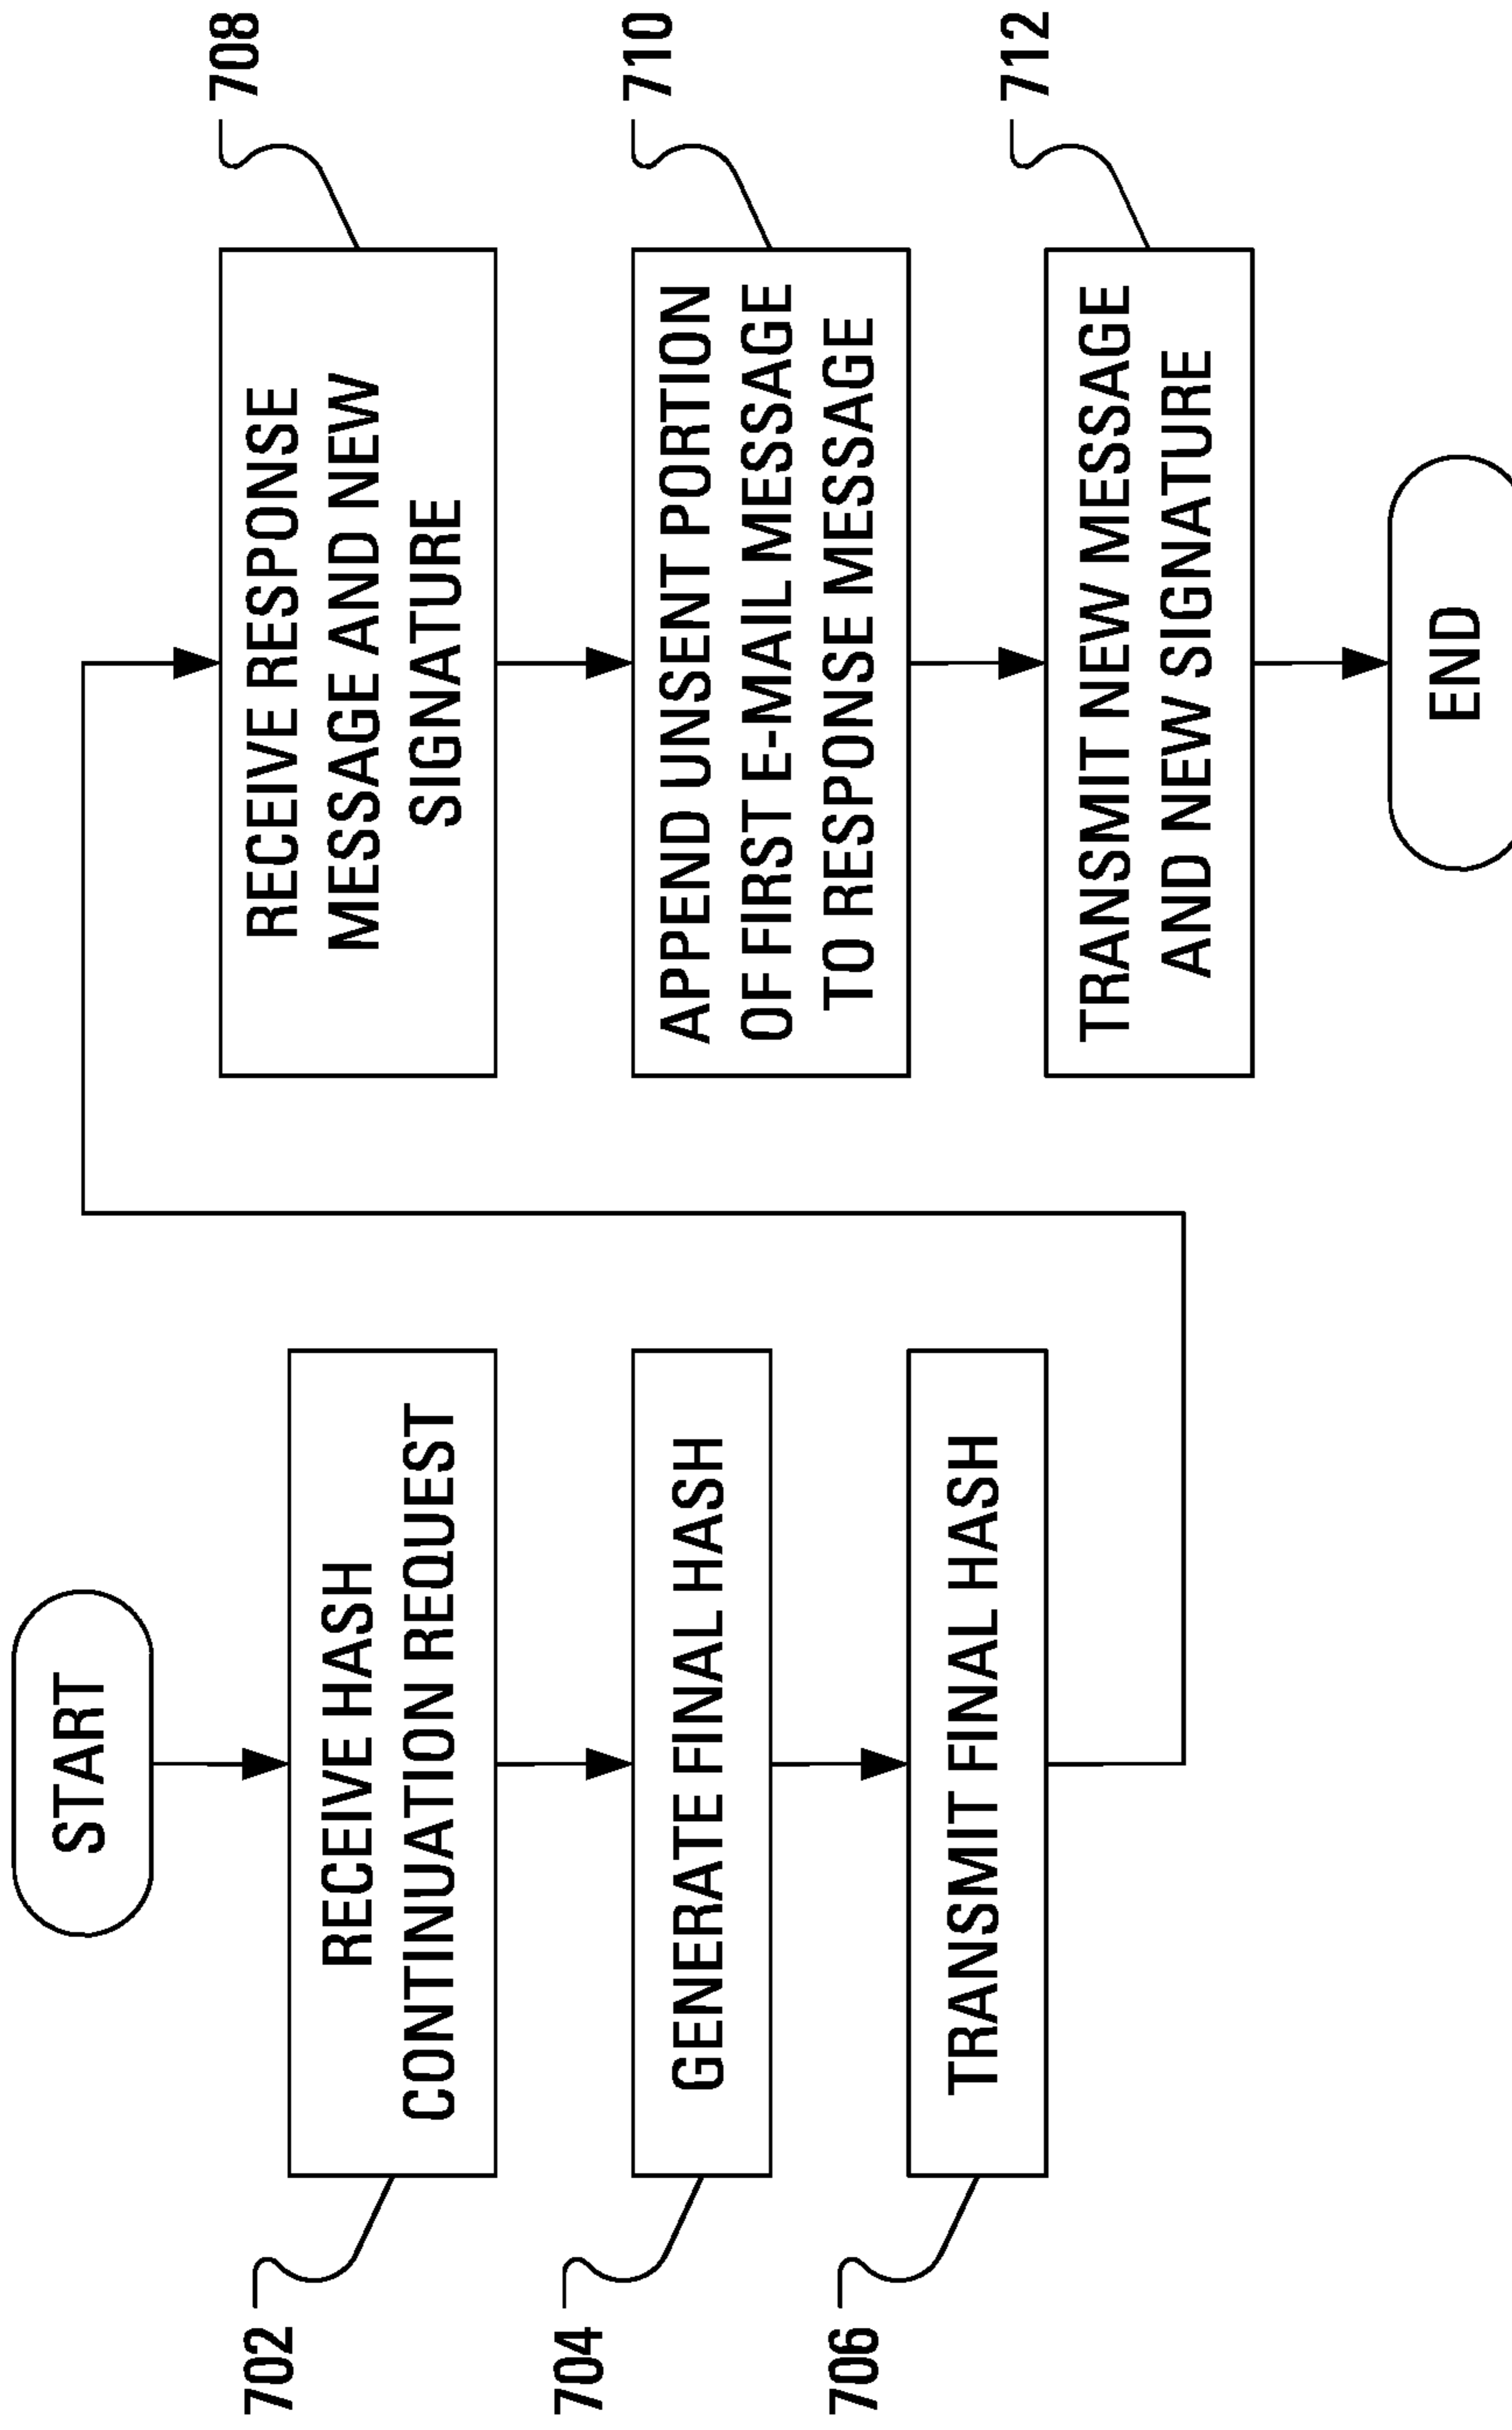 START
702
RECEIVE HASH
CONTINUATION REQUEST
704
GENERATE FINAL HASH
706
TRANSMIT FINAL HASH
708
RECEIVE RESPONSE
MESSAGE AND NEW
SIGNATURE
710
APPEND UNSENT PORTION
OF FIRST E-MAIL MESSAGE
TO RESPONSE MESSAGE
712
TRANSMIT NEW MESSAGE
AND NEW SIGNATURE
END